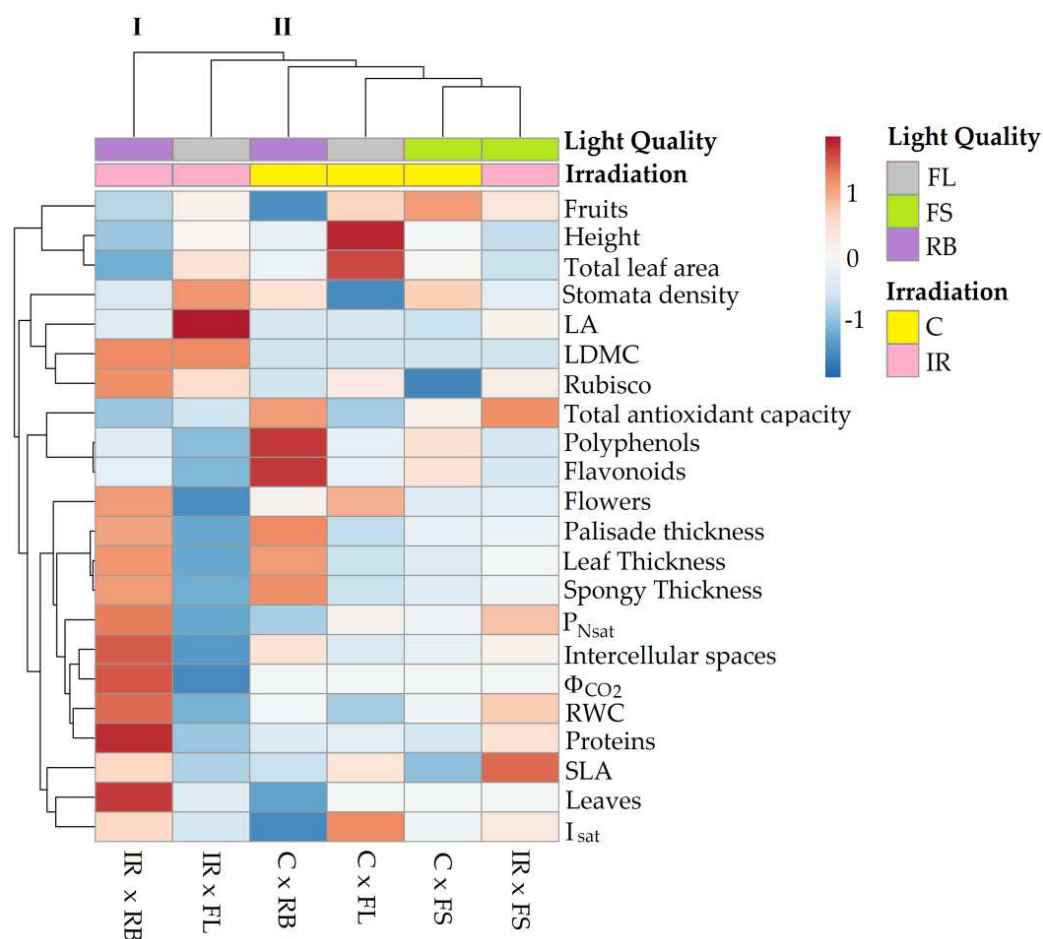 I
II
Light Quality
Irradiation
Fruits
Height
Total leaf area
Stomata density
LA
LDMC
Rubisco
Total antioxidant capacity
Polyphenols
Flavonoids
Flowers
Palisade thickness
Leaf Thickness
Spongy Thickness
PNsat
Intercellular spaces
ΦCO2
RWC
Proteins
SLA
Leaves
Isat
IR x RB
IR x FL
C x RB
C x FL
C x FS
IR x FS
1
0
-1
Light Quality
FL
FS
RB
Irradiation
C
IR